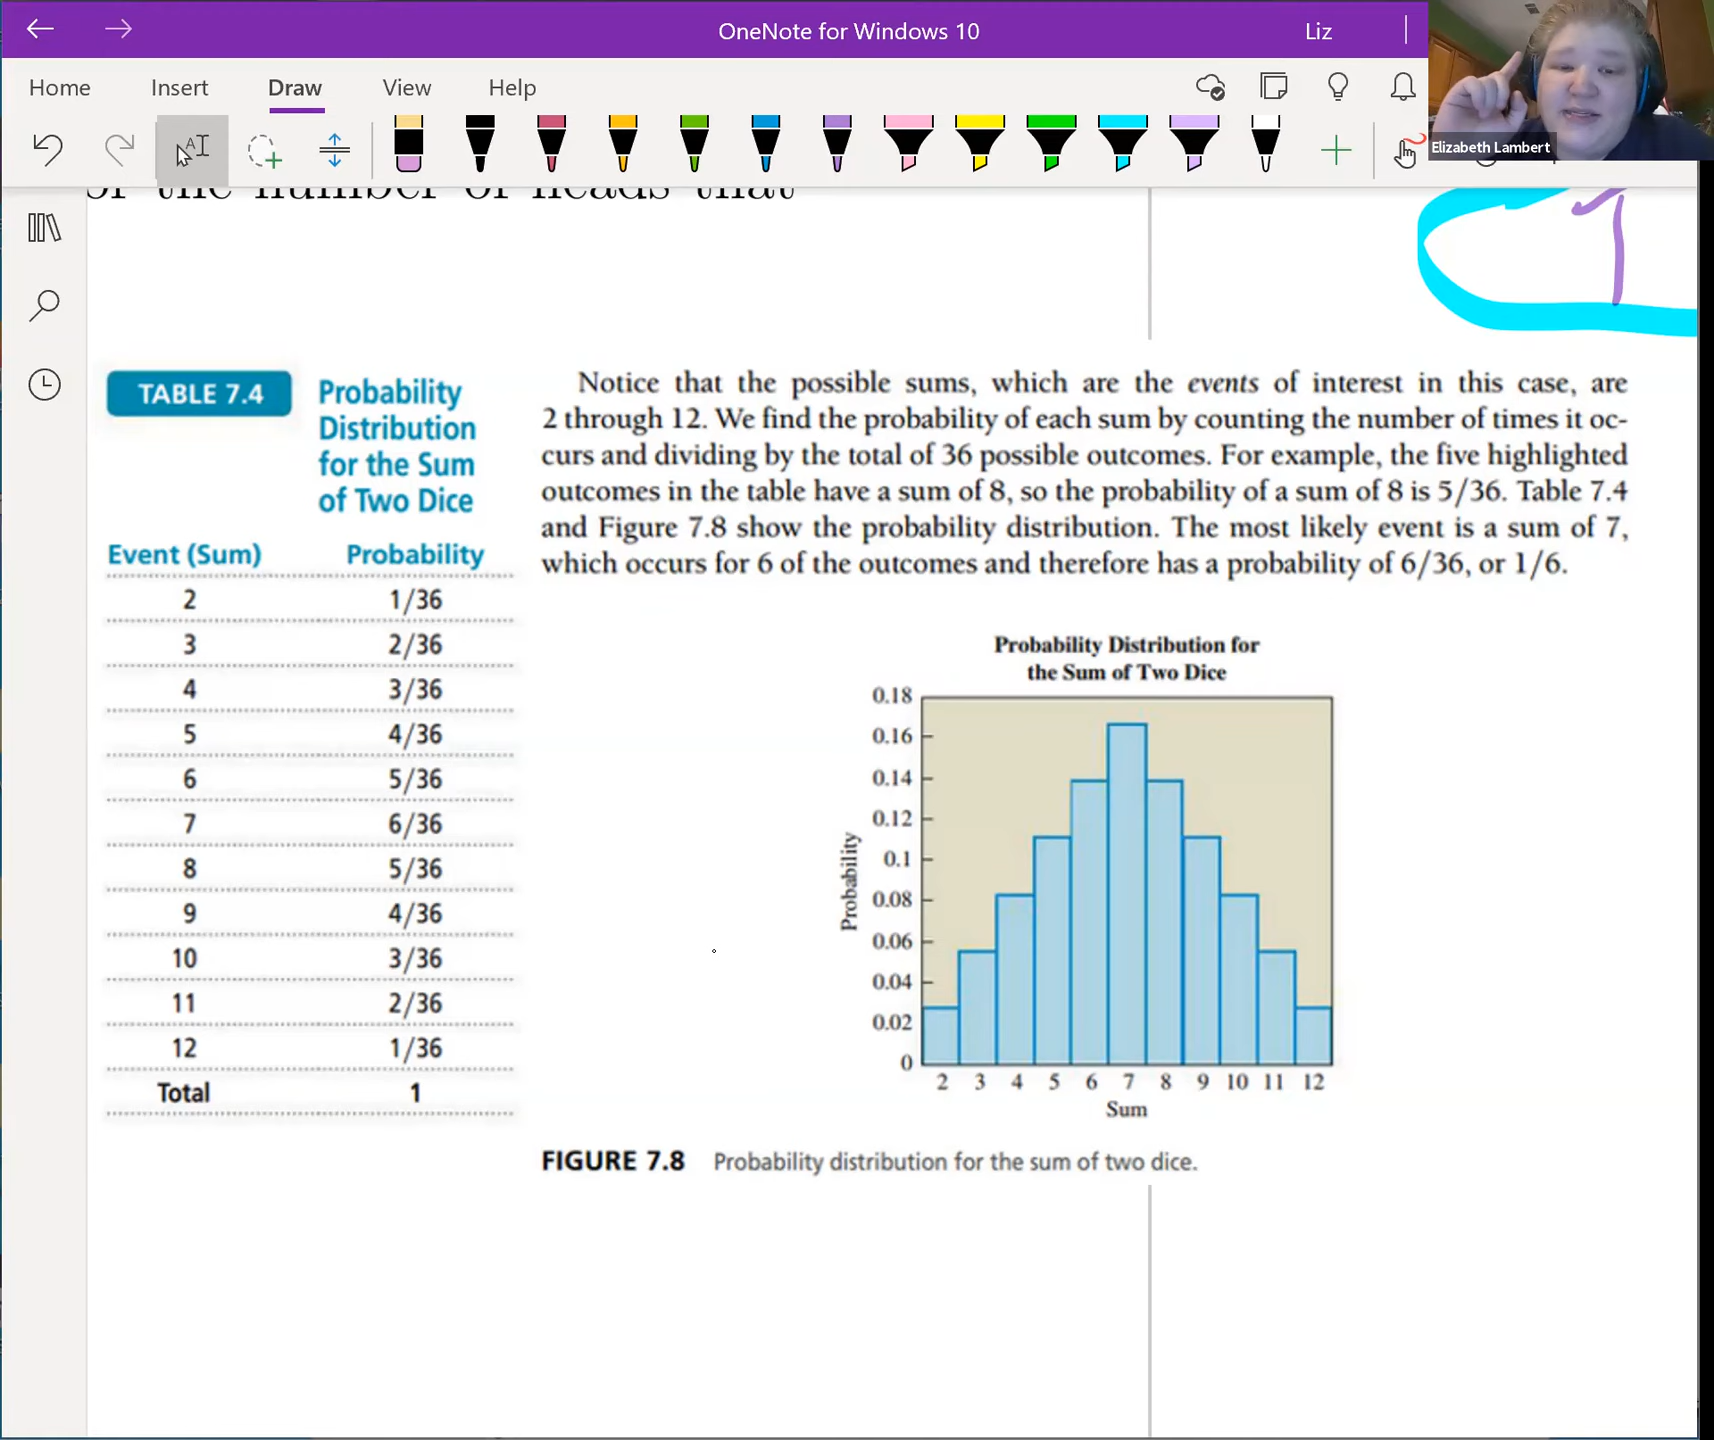 OneNote for Windows 10
Liz
Home Insert Draw View Help
Elizabeth Lambert
or the number of heads that
1
TABLE 7.4
Probability
Distribution
for the Sum
of Two Dice
Event (Sum) Probability
2 1/36
3 2/36
4 3/36
5 4/36
6 5/36
7 6/36
8 5/36
9 4/36
10 3/36
11 2/36
12 1/36
Total 1
Notice that the possible sums, which are the events of interest in this case, are
2 through 12. We find the probability of each sum by counting the number of times it oc-
curs and dividing by the total of 36 possible outcomes. For example, the five highlighted
outcomes in the table have a sum of 8, so the probability of a sum of 8 is 5/36. Table 7.4
and Figure 7.8 show the probability distribution. The most likely event is a sum of 7,
which occurs for 6 of the outcomes and therefore has a probability of 6/36, or 1/6.
Probability Distribution for
the Sum of Two Dice
0.18
0.16
0.14
0.12
0.1
0.08
0.06
0.04
0.02
0
Probability
2 3 4 5 6 7 8 9 10 11 12
Sum
FIGURE 7.8 Probability distribution for the sum of two dice.